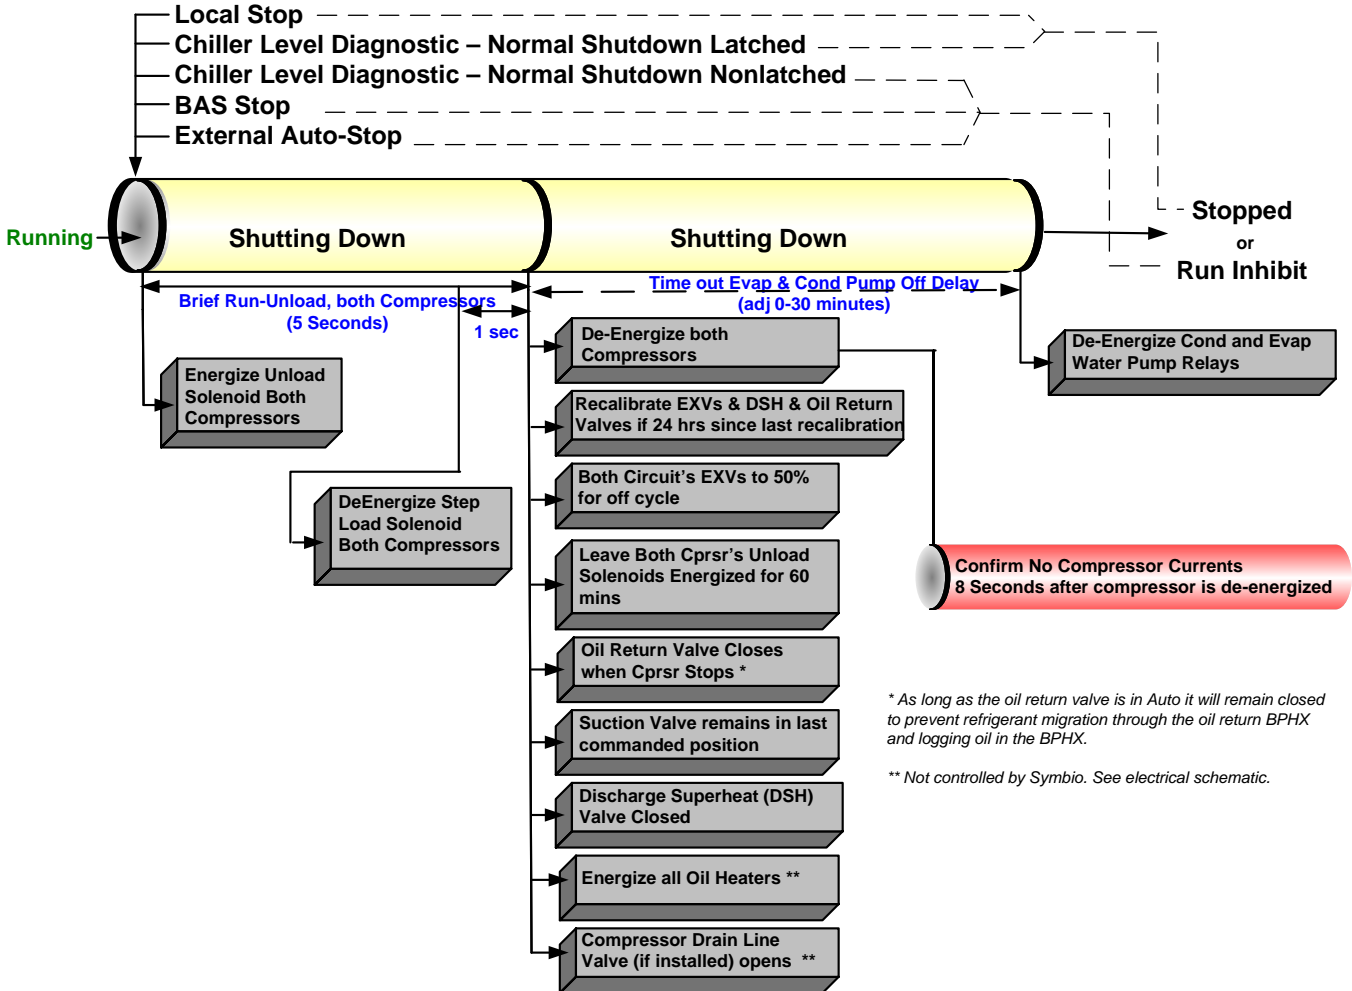 Local Stop
Chiller Level Diagnostic – Normal Shutdown Latched
Chiller Level Diagnostic – Normal Shutdown Nonlatched
BAS Stop
External Auto-Stop
Running
Shutting Down
Shutting Down
Stopped
or
Run Inhibit
Brief Run-Unload, both Compressors
(5 Seconds)
1 sec
Time out Evap & Cond Pump Off Delay
(adj 0-30 minutes)
Energize Unload
Solenoid Both
Compressors
DeEnergize Step
Load Solenoid
Both Compressors
De-Energize both
Compressors
Recalibrate EXVs & DSH & Oil Return
Valves if 24 hrs since last recalibration
Both Circuit's EXVs to 50%
for off cycle
Leave Both Cprsr's Unload
Solenoids Energized for 60
mins
Oil Return Valve Closes
when Cprsr Stops *
Suction Valve remains in last
commanded position
Discharge Superheat (DSH)
Valve Closed
Energize all Oil Heaters **
Compressor Drain Line
Valve (if installed) opens **
De-Energize Cond and Evap
Water Pump Relays
Confirm No Compressor Currents
8 Seconds after compressor is de-energized
* As long as the oil return valve is in Auto it will remain closed
to prevent refrigerant migration through the oil return BPHX
and logging oil in the BPHX.
** Not controlled by Symbio. See electrical schematic.